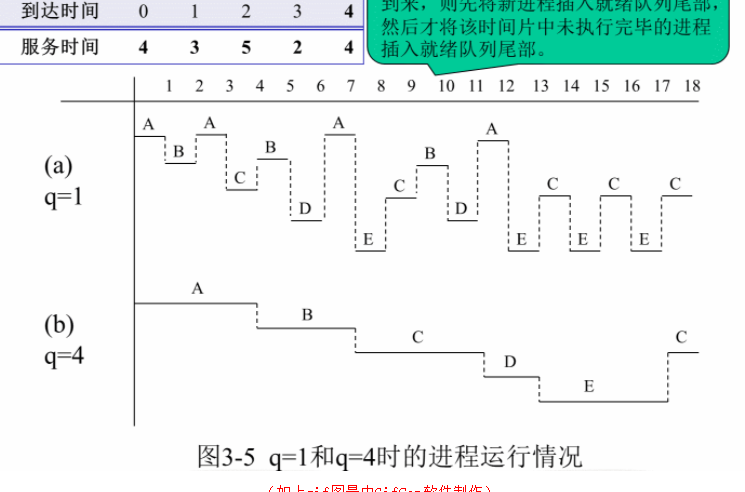 到达时间 0 1 2 3 4
服务时间 4 3 5 2 4
到来，则先将新进程插入就绪队列尾部，
然后才将该时间片中未执行完毕的进程
插入就绪队列尾部。
1 2 3 4 5 6 7 8 9 10 11 12 13 14 15 16 17 18
(a)
q=1
A B A C B D A E C B D A E C E C E C
(b)
q=4
A B C D E C
图3-5 q=1和q=4时的进程运行情况